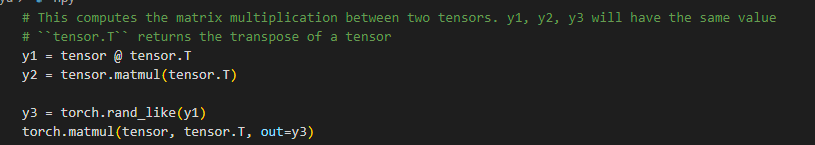 # This computes the matrix multiplication between two tensors. y1, y2, y3 will have the same value
# ``tensor.T`` returns the transpose of a tensor
y1 = tensor @ tensor.T
y2 = tensor.matmul(tensor.T)

y3 = torch.rand_like(y1)
torch.matmul(tensor, tensor.T, out=y3)